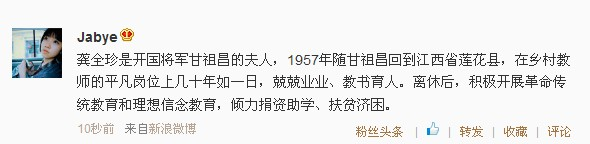 Jabye
龚全珍是开国将军甘祖昌的夫人，1957年随甘祖昌回到江西省莲花县，在乡村教
师的平凡岗位上几十年如一日，兢兢业业、教书育人。离休后，积极开展革命传
统教育和理想信念教育，倾力捐资助学、扶贫济困。
10秒前 来自新浪微博 粉丝头条 | | 转发 | 收藏 | 评论